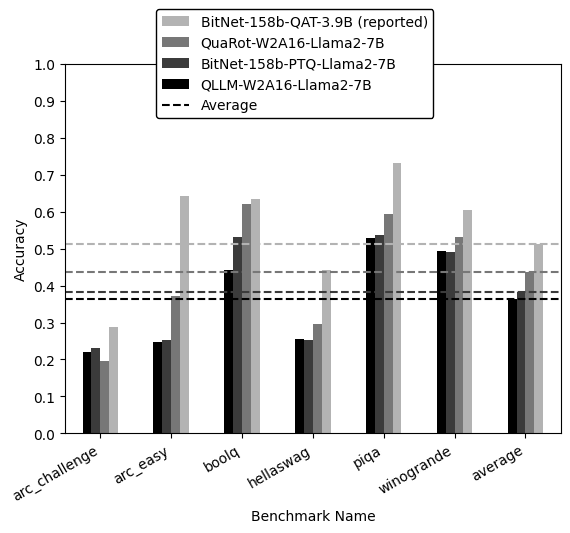 BitNet-158b-QAT-3.9B (reported)
QuaRot-W2A16-Llama2-7B
BitNet-158b-PTQ-Llama2-7B
QLLM-W2A16-Llama2-7B
Average
1.0
0.9
0.8
0.7
0.6
0.5
0.4
0.3
0.2
0.1
0.0
Accuracy
arc_challenge
arc_easy
boolq
hellaswag
piqa
winogrande
average
Benchmark Name